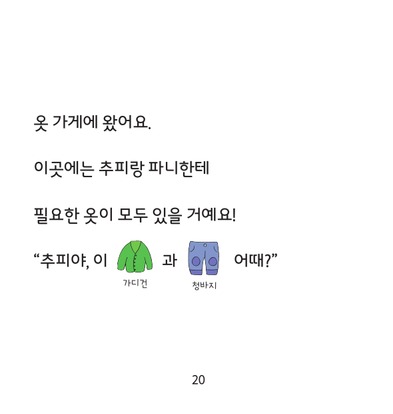 옷 가게에 왔어요.
이곳에는 추피랑 파니한테
필요한 옷이 모두 있을 거예요!
“추피야, 이 과 어때?”
가디건 청바지
20